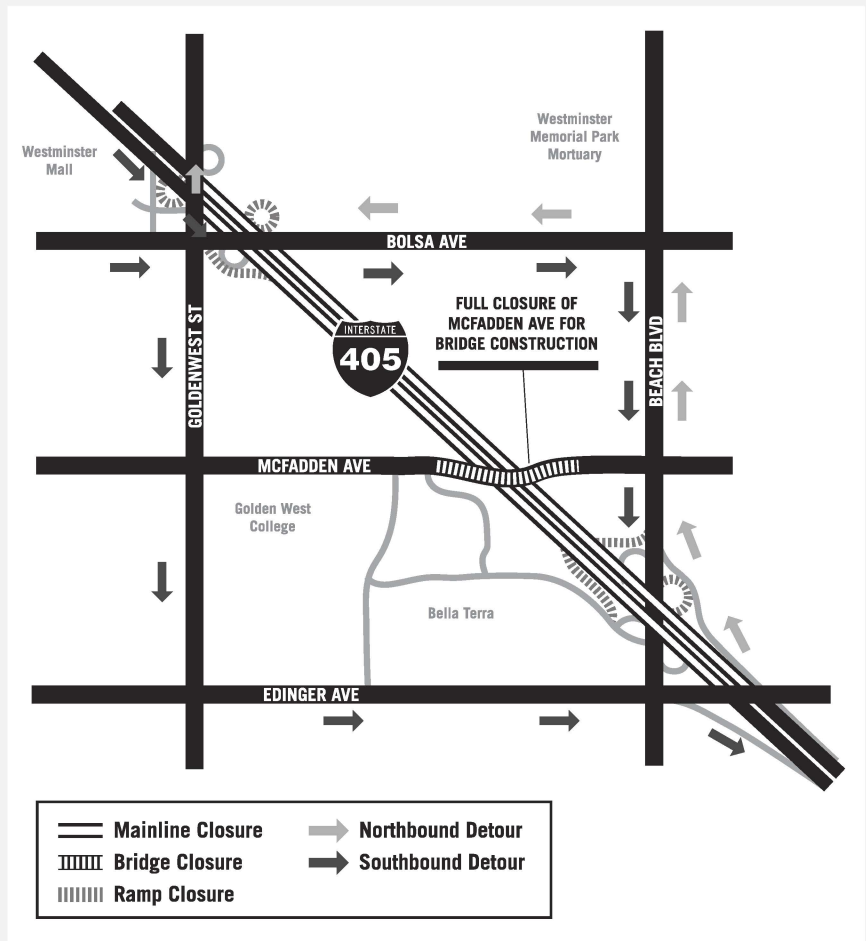 Westminster
Mall
Westminster
Memorial Park
Mortuary
BOLSA AVE
FULL CLOSURE OF
MCFADDEN AVE FOR
BRIDGE CONSTRUCTION
INTERSTATE
405
GOLDENWEST ST
BEACH BLVD
MCFADDEN AVE
Golden West
College
Bella Terra
EDINGER AVE
Mainline Closure
Bridge Closure
Ramp Closure
Northbound Detour
Southbound Detour